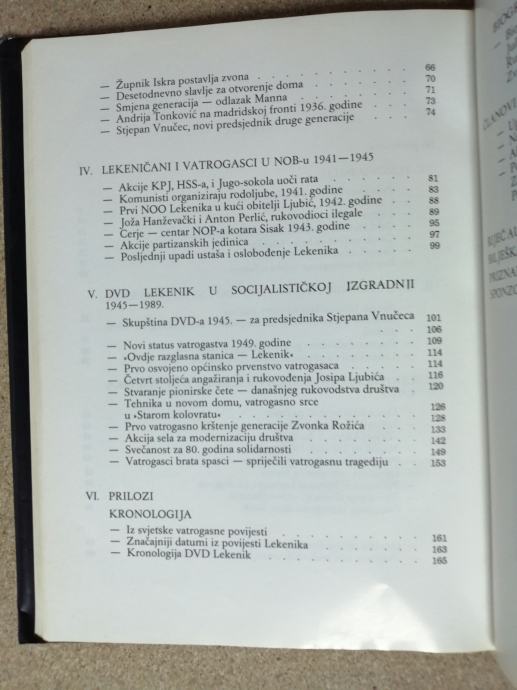 — Župnik Iskra postavlja zvona . . . . . . . . 66
— Desetodnevno slavlje za otvorenje doma . . . . . 70
— Smjena generacija — odlazak Manna . . . . . . 71
— Andrija Tonković na madridskoj fronti 1936. godine . . . 73
— Stjepan Vnučec, novi predsjednik druge generacije . . . 74
IV. LEKENIČANI I VATROGASCI U NOB-u 1941—1945
— Akcije KPJ, HSS-a, i Jugo-sokola uoči rata . . . . 81
— Komunisti organiziraju rodoljube, 1941. godine . . . . 83
— Prvi NOO Lekenika u kući obitelji Ljubić, 1942. godine . . 88
— Joža Hanževački i Anton Perlić, rukovodioci ilegale . . . 89
— Cerje — centar NOP-a kotara Sisak 1943. godine . . . 95
— Akcije partizanskih jedinica . . . . . . . . 97
— Posljednji upadi ustaša i oslobođenje Lekenika . . . . 99
V. DVD LEKENIK U SOCIJALISTIČKOJ IZGRADNJI
1945—1989.
— Skupština DVD-a 1945. — za predsjednika Stjepana Vnučeca 101
. . . . . . . . 106
— Novi status vatrogastva 1949. godine . . . . . 109
— »Ovdje razglasna stanica — Lekenik« . . . . . 114
— Prvo osvojeno općinsko prvenstvo vatrogasaca . . . . 114
— Četvrt stoljeća angažiranja i rukovođenja Josipa Ljubića . . 116
— Stvaranje pionirske čete — današnjeg rukovodstva društva . 120
— Tehnika u novom domu, vatrogasno srce
u »Starom kolovratu« . . . . . . . . 126
— Prvo vatrogasno krštenje generacije Zvonka Rožića . . . 128
— Akcija sela za modernizaciju društva . . . . . 133
— Svečanost za 80. godina solidarnosti . . . . . 142
— Vatrogasci brata spasci — spriječili vatrogasnu tragediju . . 149
153
VI. PRILOZI
KRONOLOGIJA
— Iz svjetske vatrogasne povijesti . . . . . . . 161
— Značajniji datumi iz povijesti Lekenika . . . . . 163
— Kronologija DVD Lekenik . . . . . . . . 165
BIOG
ČLANOVI
RIJEČ A
BILJEŠK
PRIZNA
SPONZO